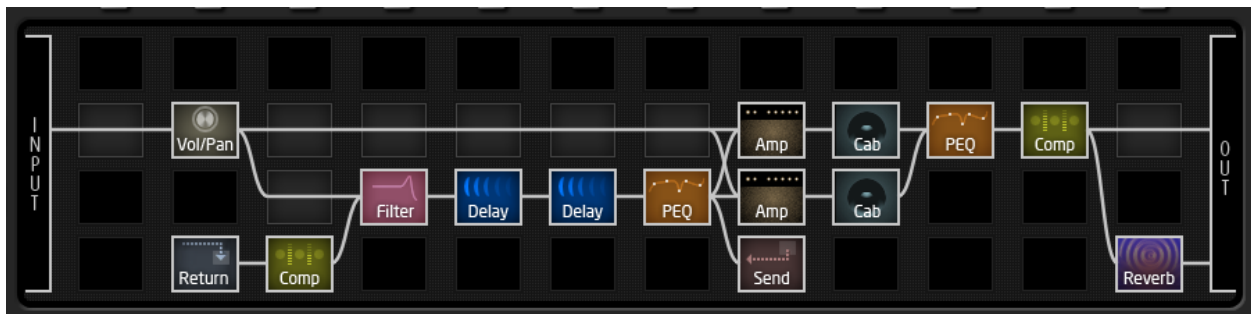 INPUT
Vol/Pan
Amp
Cab
PEQ
Comp
OUT
Filter
Delay
Delay
PEQ
Amp
Cab
Return
Comp
Send
Reverb